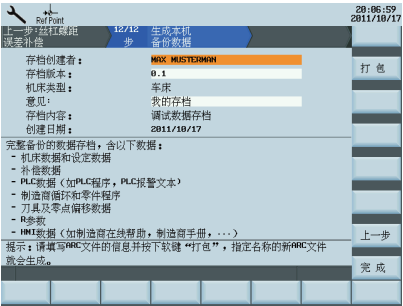 Ref Point
20:06:59
2011/10/17
上一步:丝杠螺距误差补偿
12/12 步
生成本机备份数据
存档创建者:
MAX MUSTERMAN
存档版本:
0.1
机床类型:
车床
意见:
我的存档
存档内容:
调试数据存档
创建日期:
2011/10/17
完整备份的数据存档,含以下数据:
- 机床数据和设定数据
- 补偿数据
- PLC数据(如PLC程序,PLC报警文本)
- 制造商循环和零件程序
- 刀具及零点偏移数据
- R参数
- HMI数据(如制造商在线帮助,制造商手册,···)
提示:请填写ARC文件的信息并按下软键“打包”,指定名称的新ARC文件
就会生成。
打包
上一步
完成